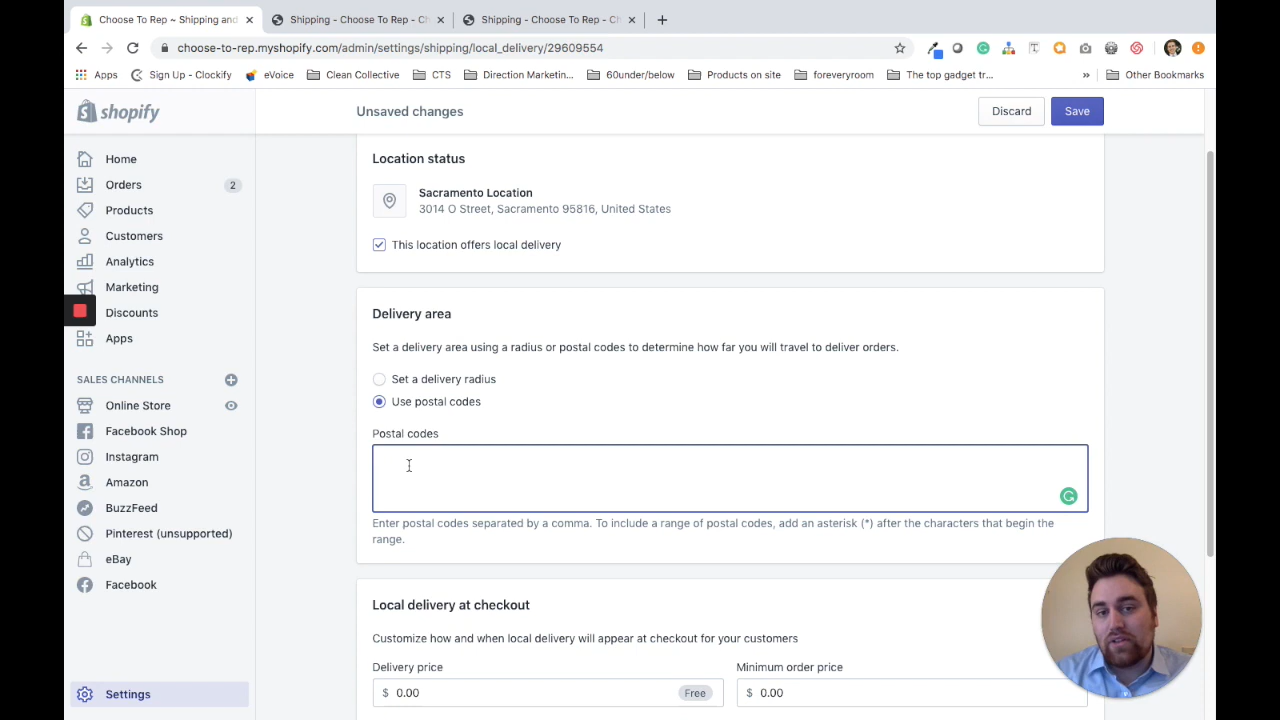 Choose To Rep ~ Shipping and
Shipping - Choose To Rep - Ch
Shipping - Choose To Rep - Ch
choose-to-rep.myshopify.com/admin/settings/shipping/local_delivery/29609554
Apps
Sign Up - Clockify
eVoice
Clean Collective
CTS
Direction Marketin...
60under/below
Products on site
foreveryroom
The top gadget tr...
»
Other Bookmarks
shopify
Unsaved changes
Discard
Save
Home
Orders
2
Products
Customers
Analytics
Marketing
Discounts
Apps
SALES CHANNELS
Online Store
Facebook Shop
Instagram
Amazon
BuzzFeed
Pinterest (unsupported)
eBay
Facebook
Settings
Location status
Sacramento Location
3014 O Street, Sacramento 95816, United States
This location offers local delivery
Delivery area
Set a delivery area using a radius or postal codes to determine how far you will travel to deliver orders.
Set a delivery radius
Use postal codes
Postal codes
Enter postal codes separated by a comma. To include a range of postal codes, add an asterisk (*) after the characters that begin the
range.
Local delivery at checkout
Customize how and when local delivery will appear at checkout for your customers
Delivery price
Minimum order price
$ 0.00
Free
$ 0.00